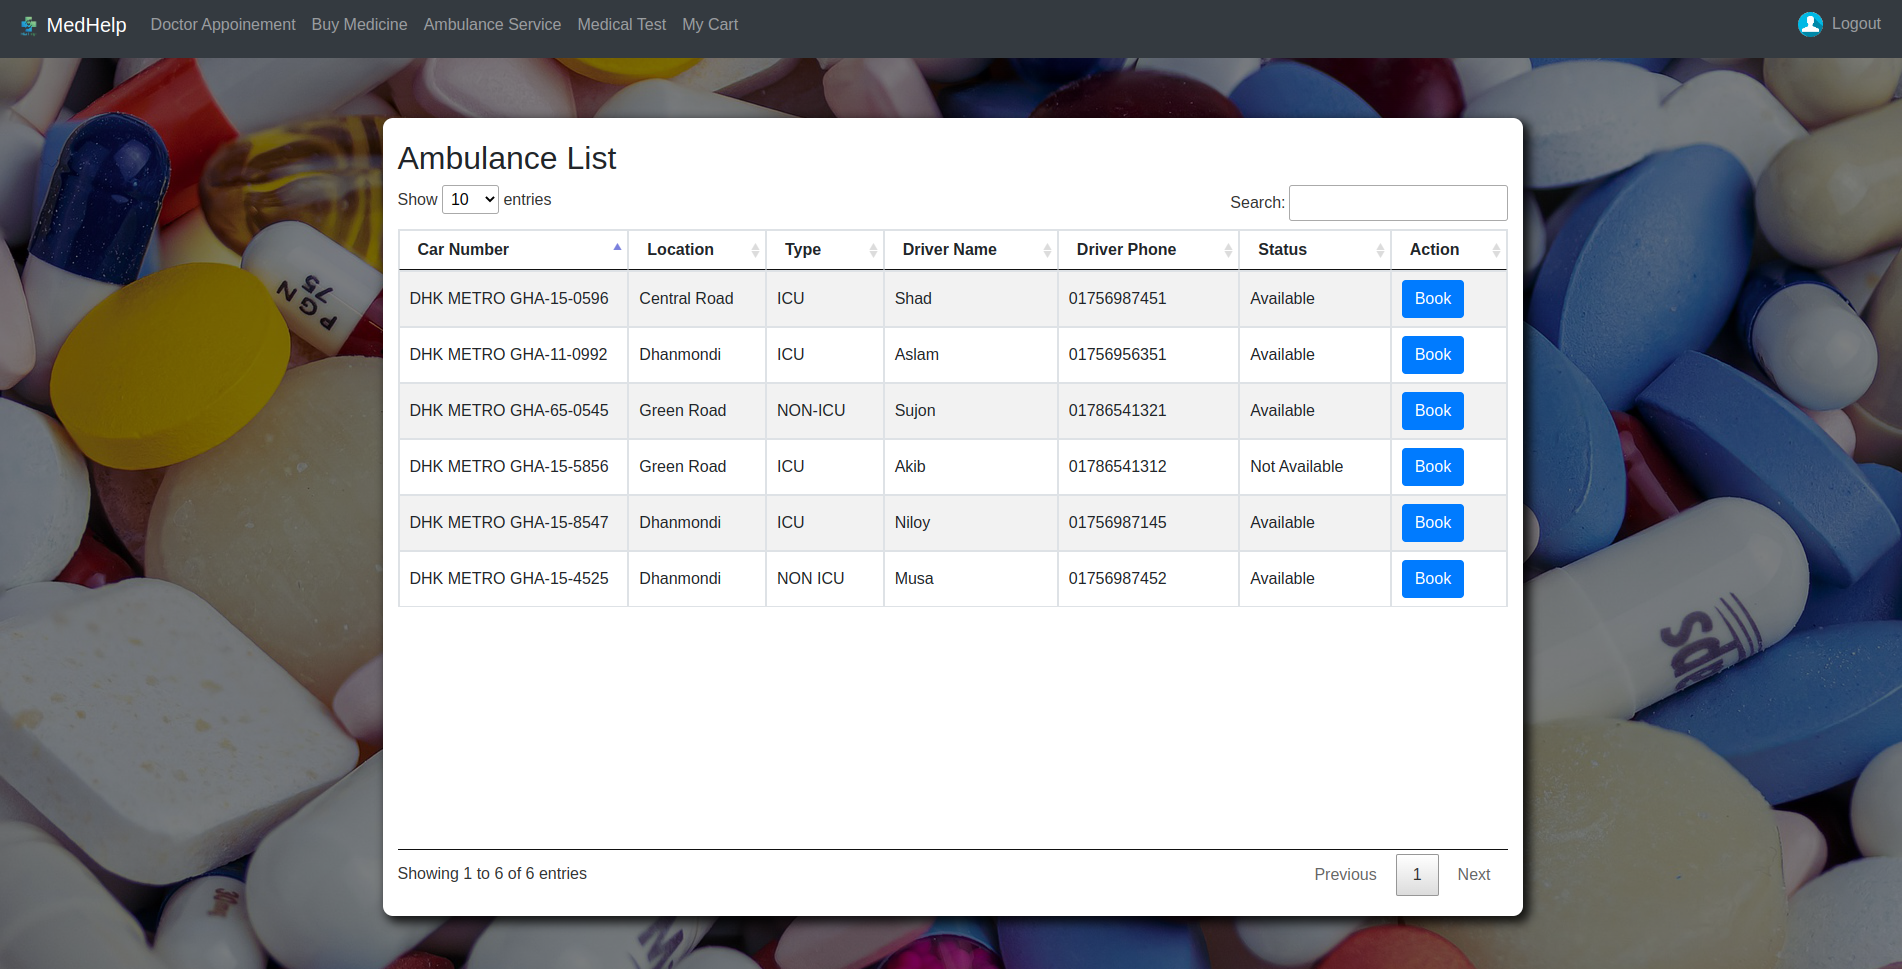 MedHelp Doctor Appoinement Buy Medicine Ambulance Service Medical Test My Cart Logout
Ambulance List
Show 10 entries Search:
Car Number Location Type Driver Name Driver Phone Status Action
DHK METRO GHA-15-0596 Central Road ICU Shad 01756987451 Available Book
DHK METRO GHA-11-0992 Dhanmondi ICU Aslam 01756956351 Available Book
DHK METRO GHA-65-0545 Green Road NON-ICU Sujon 01786541321 Available Book
DHK METRO GHA-15-5856 Green Road ICU Akib 01786541312 Not Available Book
DHK METRO GHA-15-8547 Dhanmondi ICU Niloy 01756987145 Available Book
DHK METRO GHA-15-4525 Dhanmondi NON ICU Musa 01756987452 Available Book
Showing 1 to 6 of 6 entries Previous 1 Next
PGN
75